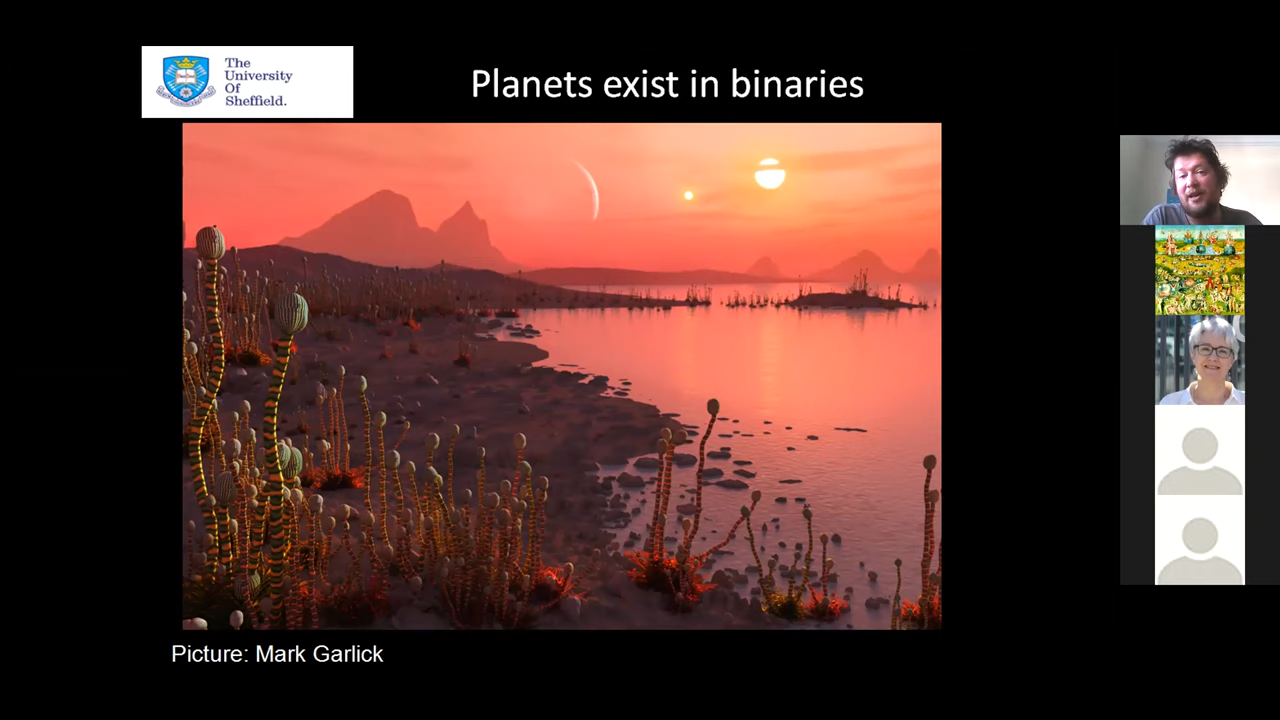 The
University
Of
Sheffield.
Planets exist in binaries
Picture: Mark Garlick